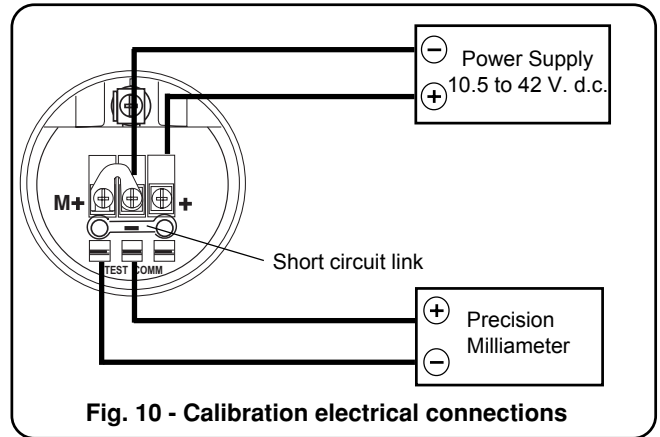 −
Power Supply
10.5 to 42 V. d.c.
+
M+
+
−
Short circuit link
TEST COMM
+
Precision
Milliameter
−
Fig. 10 - Calibration electrical connections